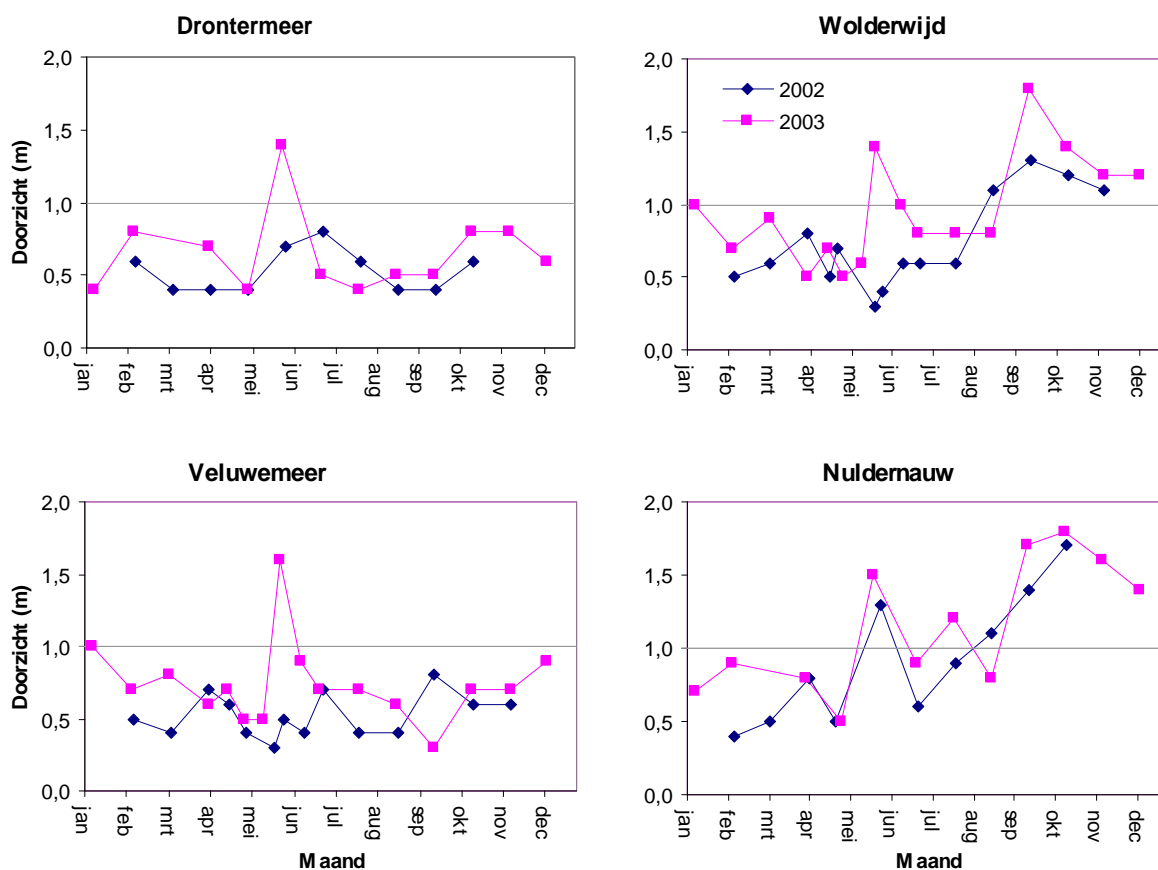 Drontermeer
2,0
1,5
1,0
0,5
0,0
Doorzicht (m)
jan
feb
mrt
apr
mei
jun
jul
aug
sep
okt
nov
dec
Wolderwijd
2,0
1,5
1,0
0,5
0,0
2002
2003
jan
feb
mrt
apr
mei
jun
jul
aug
sep
okt
nov
dec
Veluwemeer
2,0
1,5
1,0
0,5
0,0
Doorzicht (m)
jan
feb
mrt
apr
mei
jun
jul
aug
sep
okt
nov
dec
Maand
Nuldernauw
2,0
1,5
1,0
0,5
0,0
jan
feb
mrt
apr
mei
jun
jul
aug
sep
okt
nov
dec
Maand